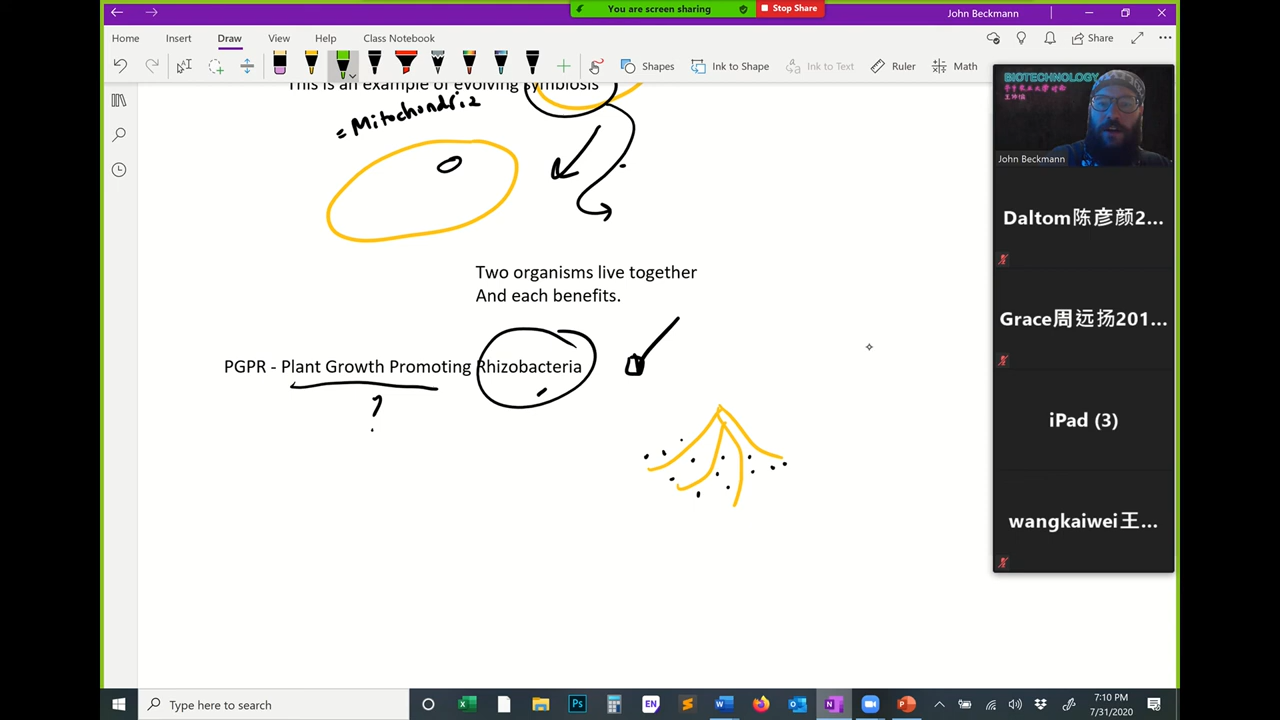 You are screen sharing
Stop Share
John Beckmann
Home Insert Draw View Help Class Notebook
Share
Shapes Ink to Shape Ink to Text Ruler Math
This is an example of evolving symbiosis
= Mitochondria
Two organisms live together
And each benefits.
PGPR - Plant Growth Promoting Rhizobacteria
?
BIOTECHNOLOGY
John Beckmann
Daltom陈彦颜2...
Grace周远扬201...
iPad (3)
wangkaiwei王...
Type here to search
EN
7:10 PM
7/31/2020